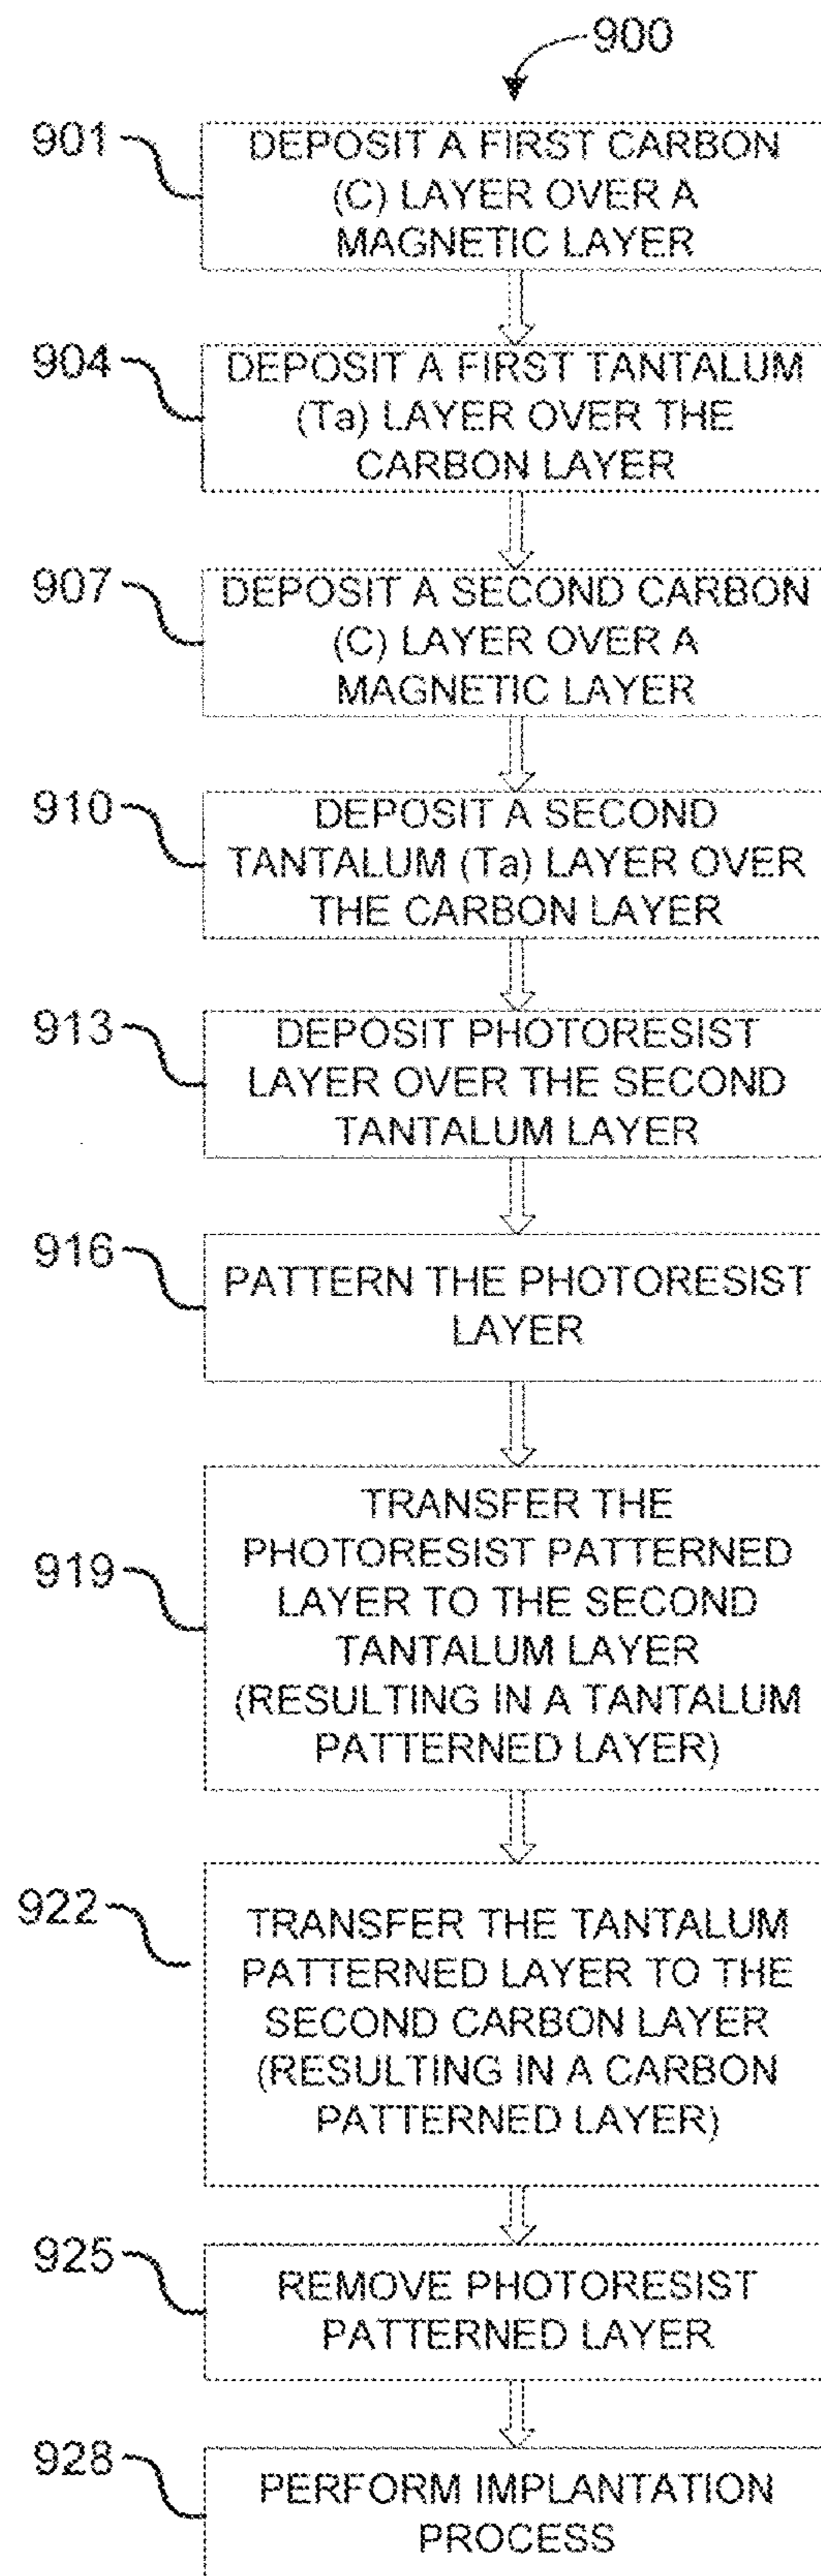 900
901
DEPOSIT A FIRST CARBON
(C) LAYER OVER A
MAGNETIC LAYER
904
DEPOSIT A FIRST TANTALUM
(Ta) LAYER OVER THE
CARBON LAYER
907
DEPOSIT A SECOND CARBON
(C) LAYER OVER A
MAGNETIC LAYER
910
DEPOSIT A SECOND
TANTALUM (Ta) LAYER OVER
THE CARBON LAYER
913
DEPOSIT PHOTORESIST
LAYER OVER THE SECOND
TANTALUM LAYER
916
PATTERN THE PHOTORESIST
LAYER
919
TRANSFER THE
PHOTORESIST PATTERNED
LAYER TO THE SECOND
TANTALUM LAYER
(RESULTING IN A TANTALUM
PATTERNED LAYER)
922
TRANSFER THE TANTALUM
PATTERNED LAYER TO THE
SECOND CARBON LAYER
(RESULTING IN A CARBON
PATTERNED LAYER)
925
REMOVE PHOTORESIST
PATTERNED LAYER
928
PERFORM IMPLANTATION
PROCESS